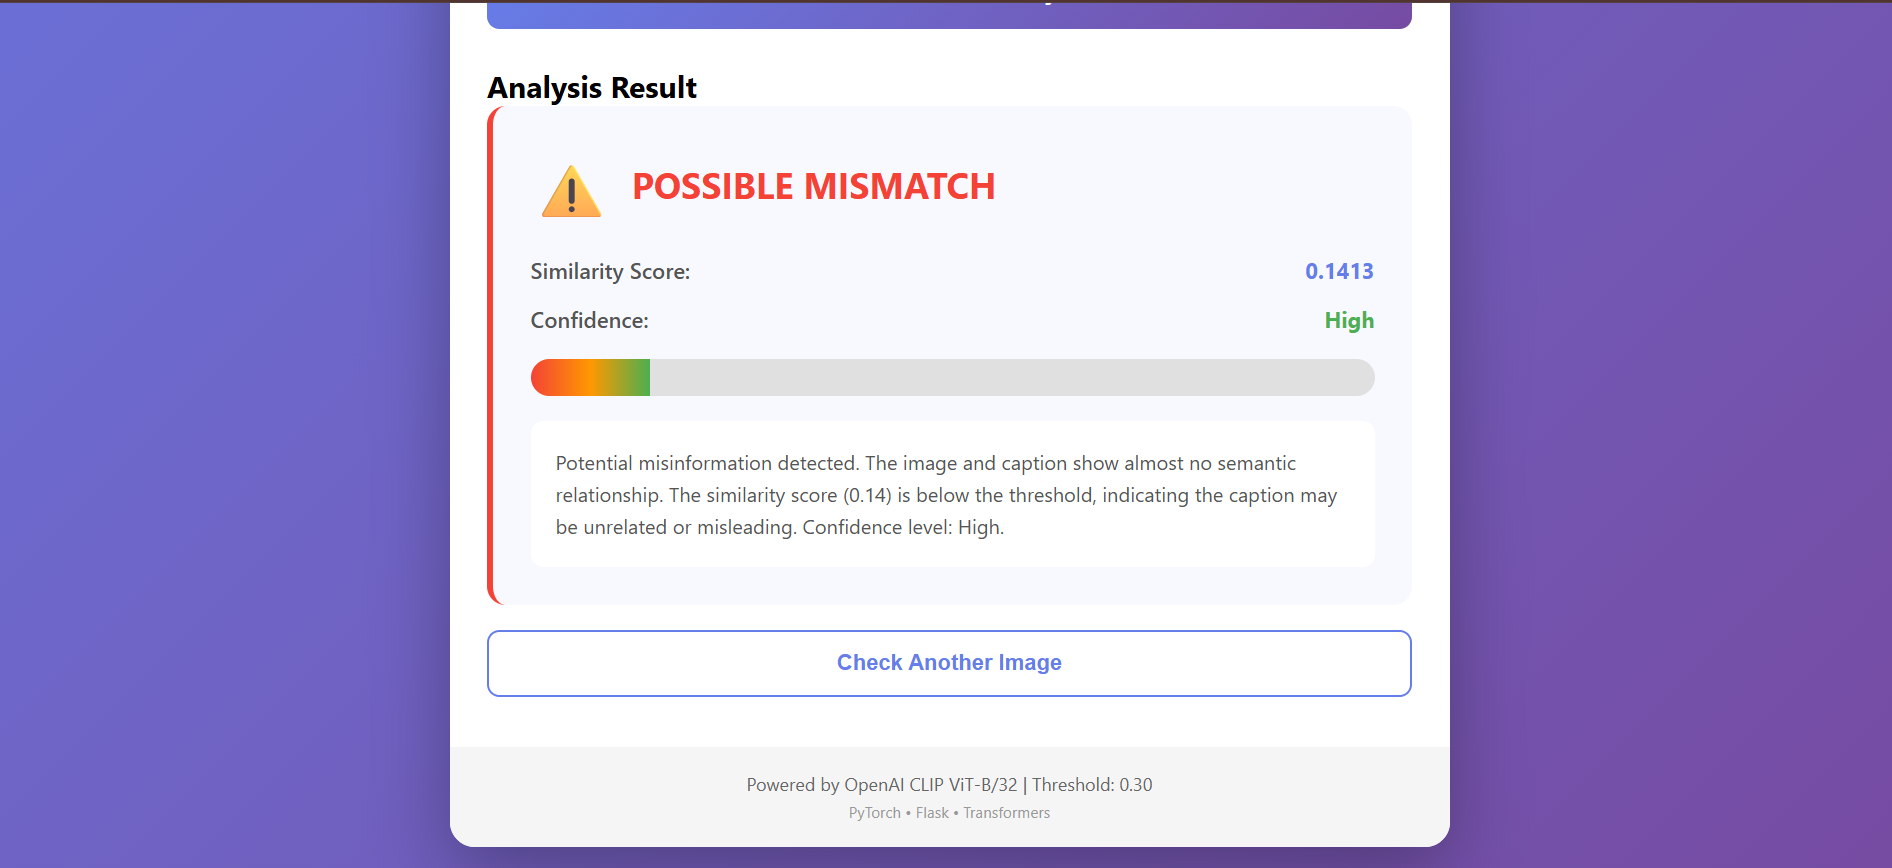 Analysis Result
POSSIBLE MISMATCH
Similarity Score: 0.1413
Confidence: High
Potential misinformation detected. The image and caption show almost no semantic
relationship. The similarity score (0.14) is below the threshold, indicating the caption may
be unrelated or misleading. Confidence level: High.
Check Another Image
Powered by OpenAI CLIP ViT-B/32 | Threshold: 0.30
PyTorch • Flask • Transformers